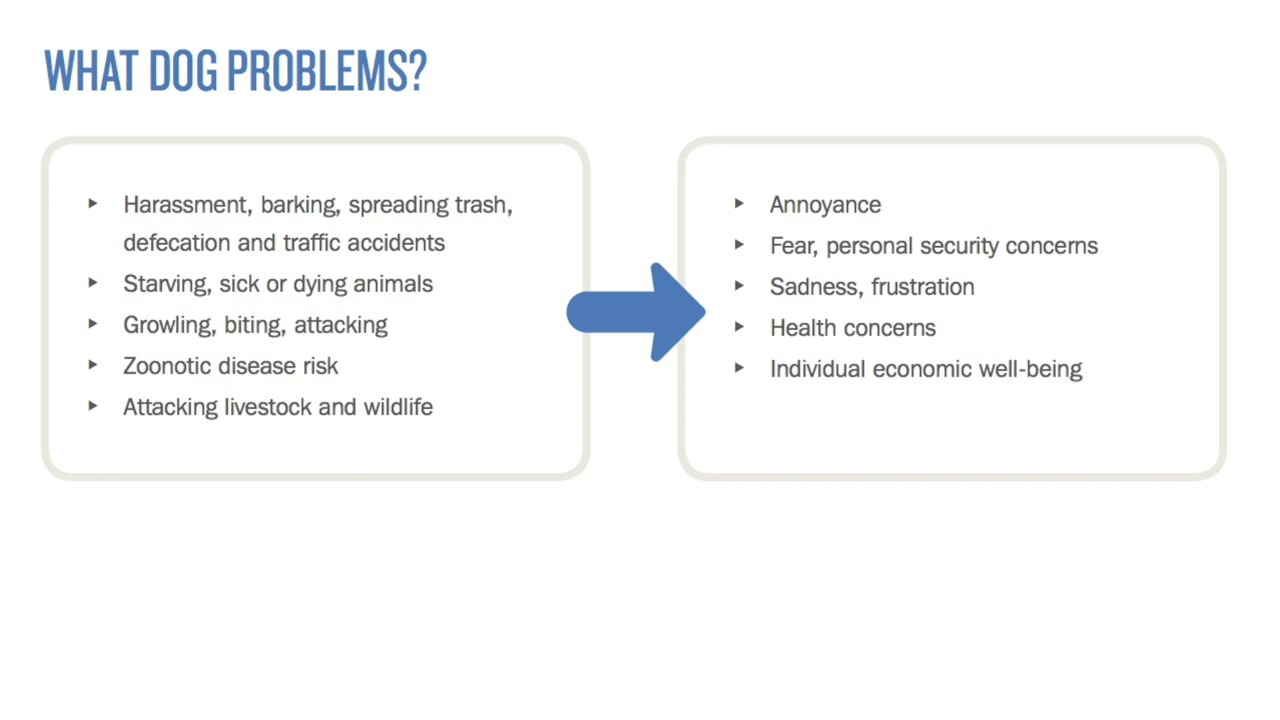 WHAT DOG PROBLEMS?
‣ Harassment, barking, spreading trash,
defecation and traffic accidents
‣ Starving, sick or dying animals
‣ Growling, biting, attacking
‣ Zoonotic disease risk
‣ Attacking livestock and wildlife
‣ Annoyance
‣ Fear, personal security concerns
‣ Sadness, frustration
‣ Health concerns
‣ Individual economic well-being